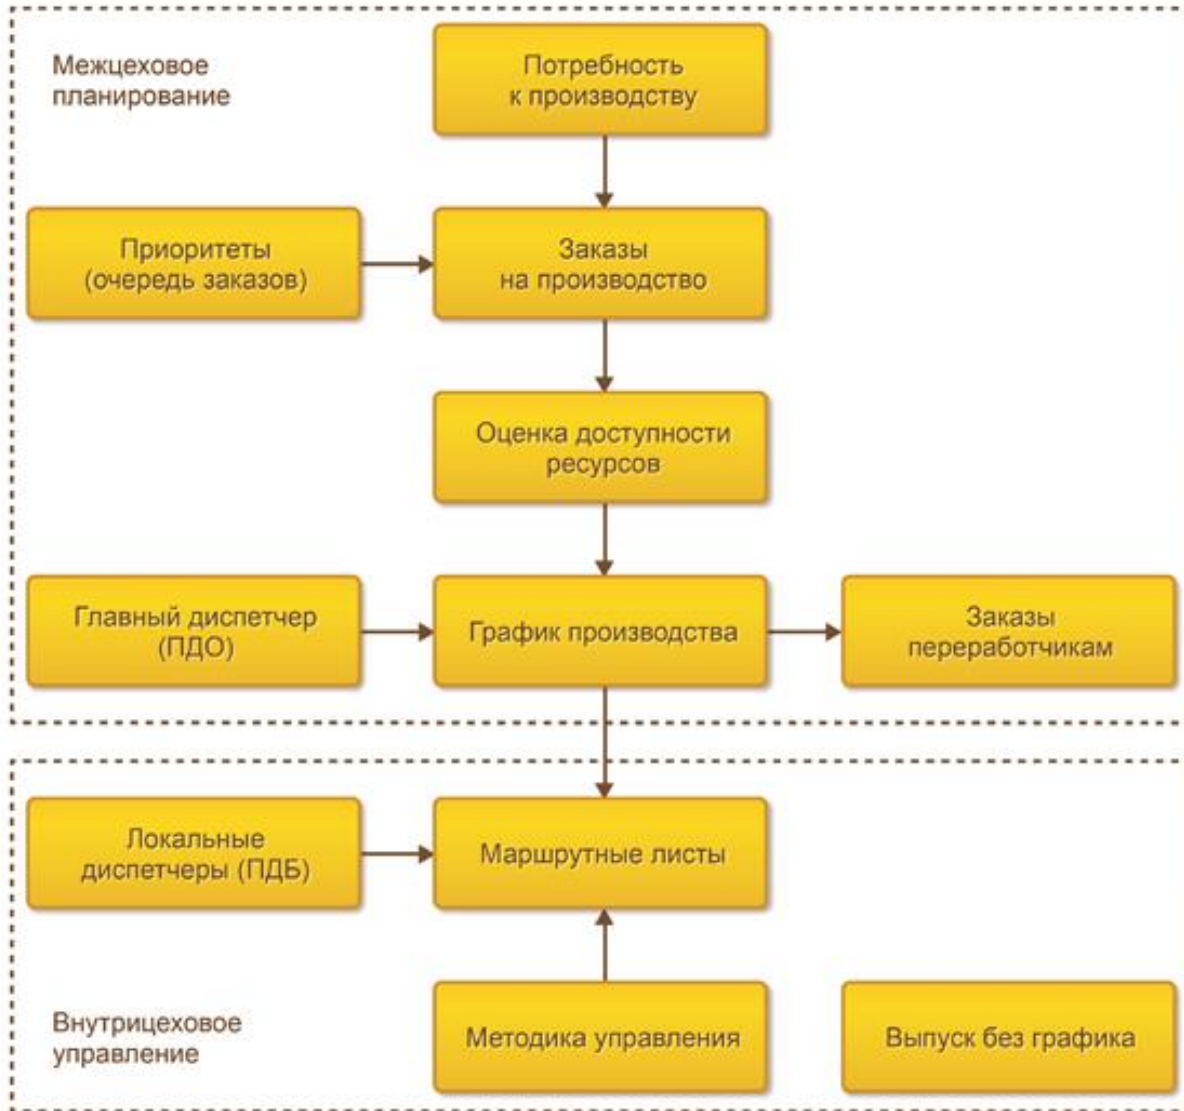 Межцеховое
планирование
Потребность
к производству
Приоритеты
(очередь заказов)
Заказы
на производство
Оценка доступности
ресурсов
Главный диспетчер
(ПДО)
График производства
Заказы
переработчикам
Локальные
диспетчеры (ПДБ)
Маршрутные листы
Внутрицеховое
управление
Методика управления
Выпуск без графика